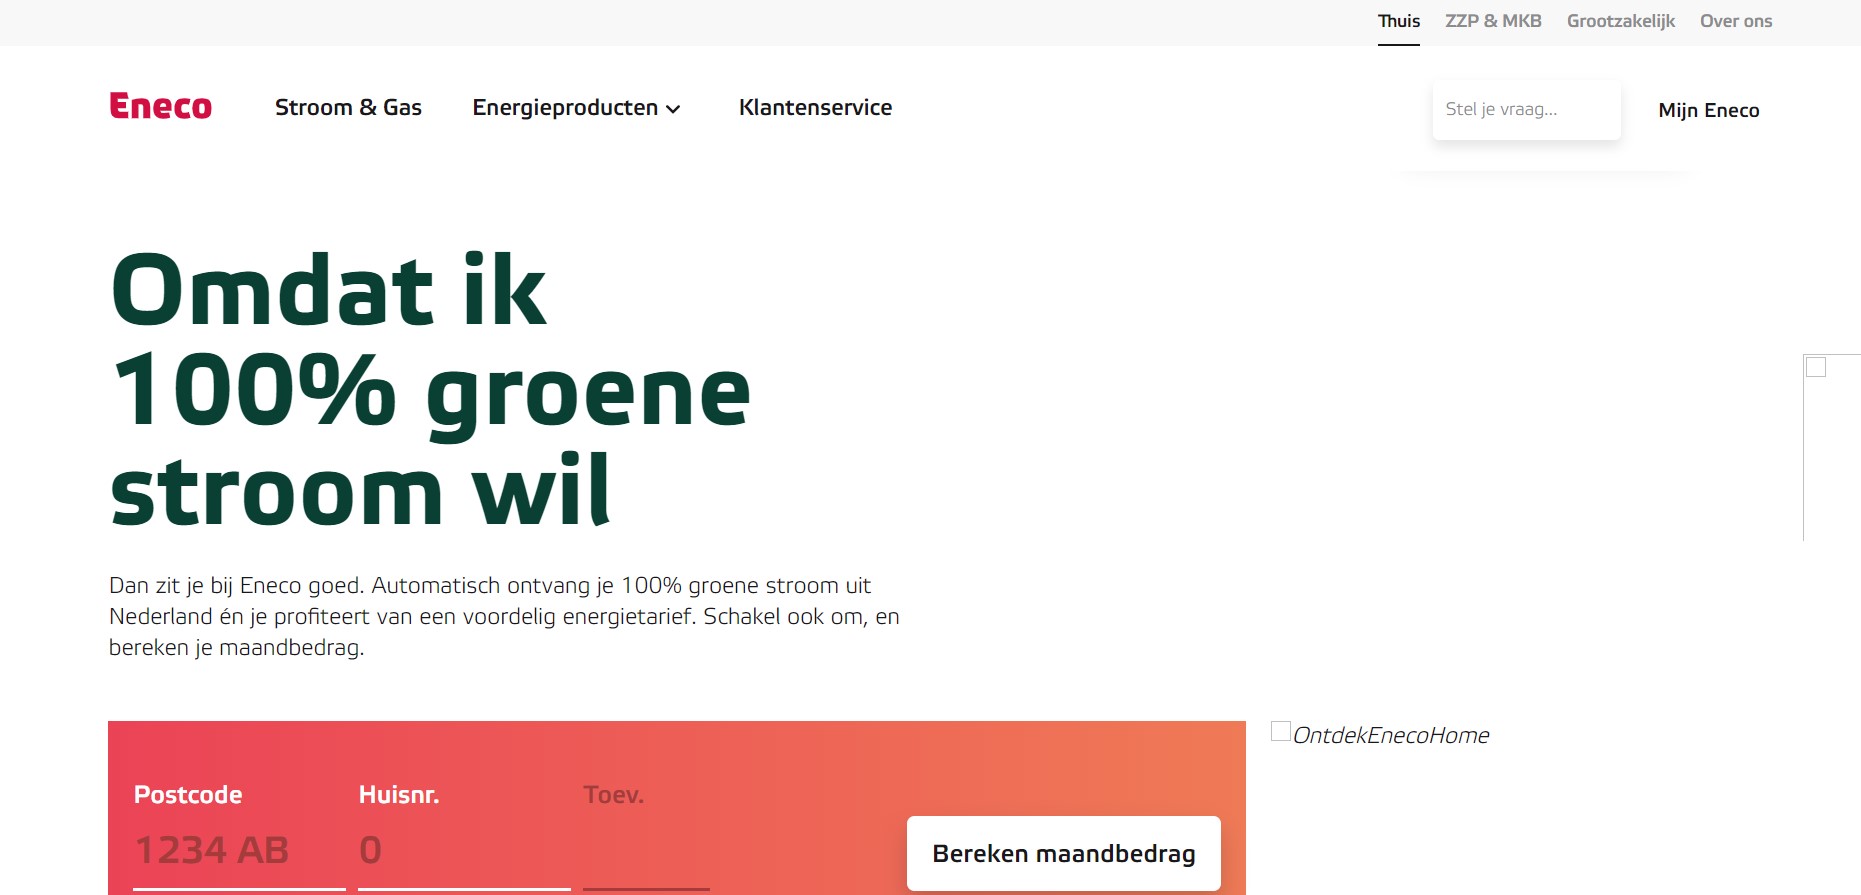 Thuis ZZP & MKB Grootzakelijk Over ons
Eneco Stroom & Gas Energieproducten Klantenservice Stel je vraag... Mijn Eneco
Omdat ik
100% groene
stroom wil
Dan zit je bij Eneco goed. Automatisch ontvang je 100% groene stroom uit
Nederland én je profiteert van een voordelig energietarief. Schakel ook om, en
bereken je maandbedrag.
OntdekEnecoHome
Postcode Huisnr. Toev.
1234 AB 0
Bereken maandbedrag